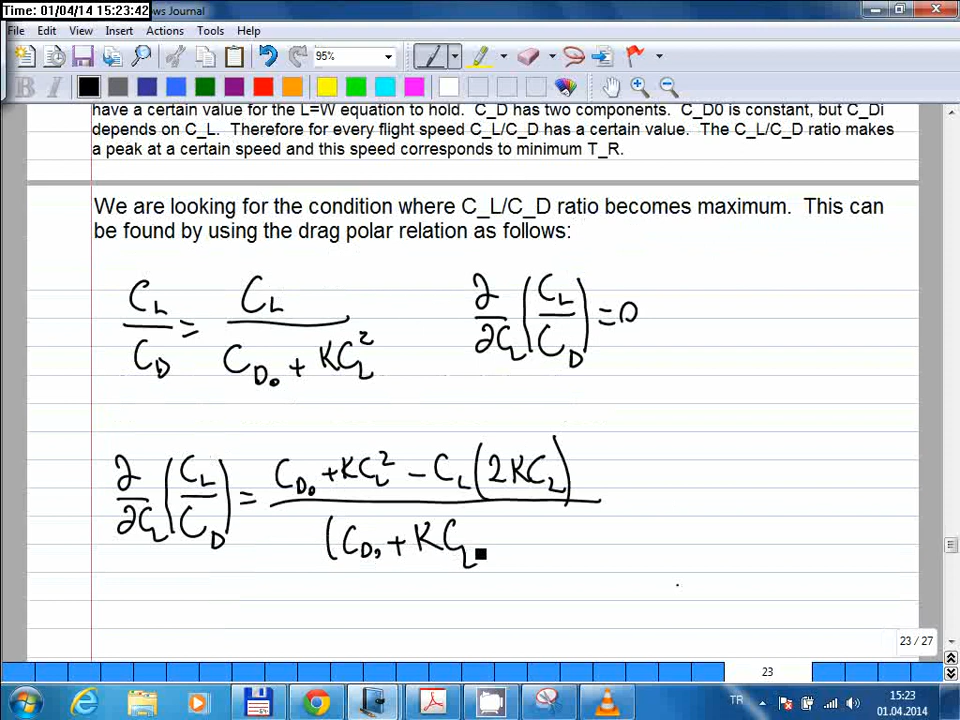 Time: 01/04/14 15:23:42
ows Journal
File Edit View Insert Actions Tools Help
95%
B I
have a certain value for the L=W equation to hold. C_D has two components. C_D0 is constant, but C_Di
depends on C_L. Therefore for every flight speed C_L/C_D has a certain value. The C_L/C_D ratio makes
a peak at a certain speed and this speed corresponds to minimum T_R.
We are looking for the condition where C_L/C_D ratio becomes maximum. This can
be found by using the drag polar relation as follows:
C_L/C_D = C_L/(C_D₀ + KC_L²) ∂/∂C_L (C_L/C_D) = 0
∂/∂C_L (C_L/C_D) = C_D₀ + KC_L² - C_L(2KC_L) / (C_D₀ + KC_L
23 / 27
23
TR
15:23
01.04.2014